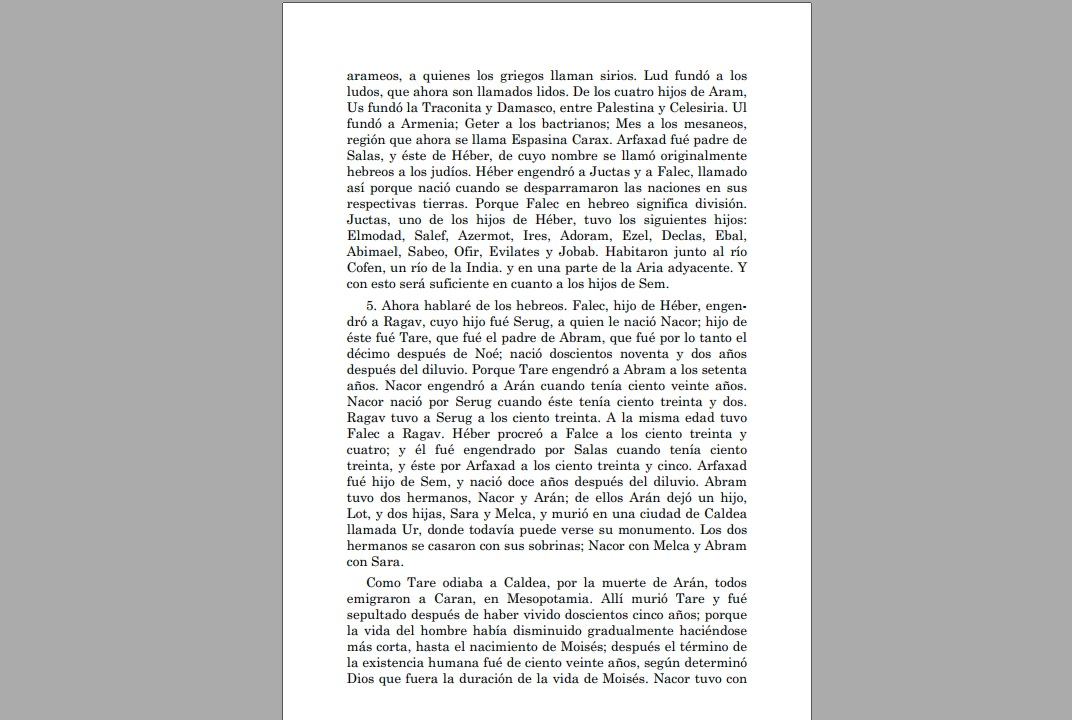 arameos, a quienes los griegos llaman sirios. Lud fundó a los
ludos, que ahora son llamados lidos. De los cuatro hijos de Aram,
Us fundó la Traconita y Damasco, entre Palestina y Celesiria. Ul
fundó a Armenia; Geter a los bactrianos; Mes a los mesaneos,
región que ahora se llama Espasina Carax. Arfaxad fué padre de
Salas, y éste de Héber, de cuyo nombre se llamó originalmente
hebreos a los judíos. Héber engendró a Juctas y a Falec, llamado
así porque nació cuando se desparramaron las naciones en sus
respectivas tierras. Porque Falec en hebreo significa división.
Juctas, uno de los hijos de Héber, tuvo los siguientes hijos:
Elmodad, Salef, Azermot, Ires, Adoram, Ezel, Declas, Ebal,
Abimael, Sabeo, Ofir, Evilates y Jobab. Habitaron junto al río
Cofen, un río de la India. y en una parte de la Aria adyacente. Y
con esto será suficiente en cuanto a los hijos de Sem.
5. Ahora hablaré de los hebreos. Falec, hijo de Héber, engen-
dró a Ragav, cuyo hijo fué Serug, a quien le nació Nacor; hijo de
éste fué Tare, que fué el padre de Abram, que fué por lo tanto el
décimo después de Noé; nació doscientos noventa y dos años
después del diluvio. Porque Tare engendró a Abram a los setenta
años. Nacor engendró a Arán cuando tenía ciento veinte años.
Nacor nació por Serug cuando éste tenía ciento treinta y dos.
Ragav tuvo a Serug a los ciento treinta. A la misma edad tuvo
Falec a Ragav. Héber procreó a Falce a los ciento treinta y
cuatro; y él fué engendrado por Salas cuando tenía ciento
treinta, y éste por Arfaxad a los ciento treinta y cinco. Arfaxad
fué hijo de Sem, y nació doce años después del diluvio. Abram
tuvo dos hermanos, Nacor y Arán; de ellos Arán dejó un hijo,
Lot, y dos hijas, Sara y Melca, y murió en una ciudad de Caldea
llamada Ur, donde todavía puede verse su monumento. Los dos
hermanos se casaron con sus sobrinas; Nacor con Melca y Abram
con Sara.
Como Tare odiaba a Caldea, por la muerte de Arán, todos
emigraron a Caran, en Mesopotamia. Allí murió Tare y fué
sepultado después de haber vivido doscientos cinco años; porque
la vida del hombre había disminuido gradualmente haciéndose
más corta, hasta el nacimiento de Moisés; después el término de
la existencia humana fué de ciento veinte años, según determinó
Dios que fuera la duración de la vida de Moisés. Nacor tuvo con